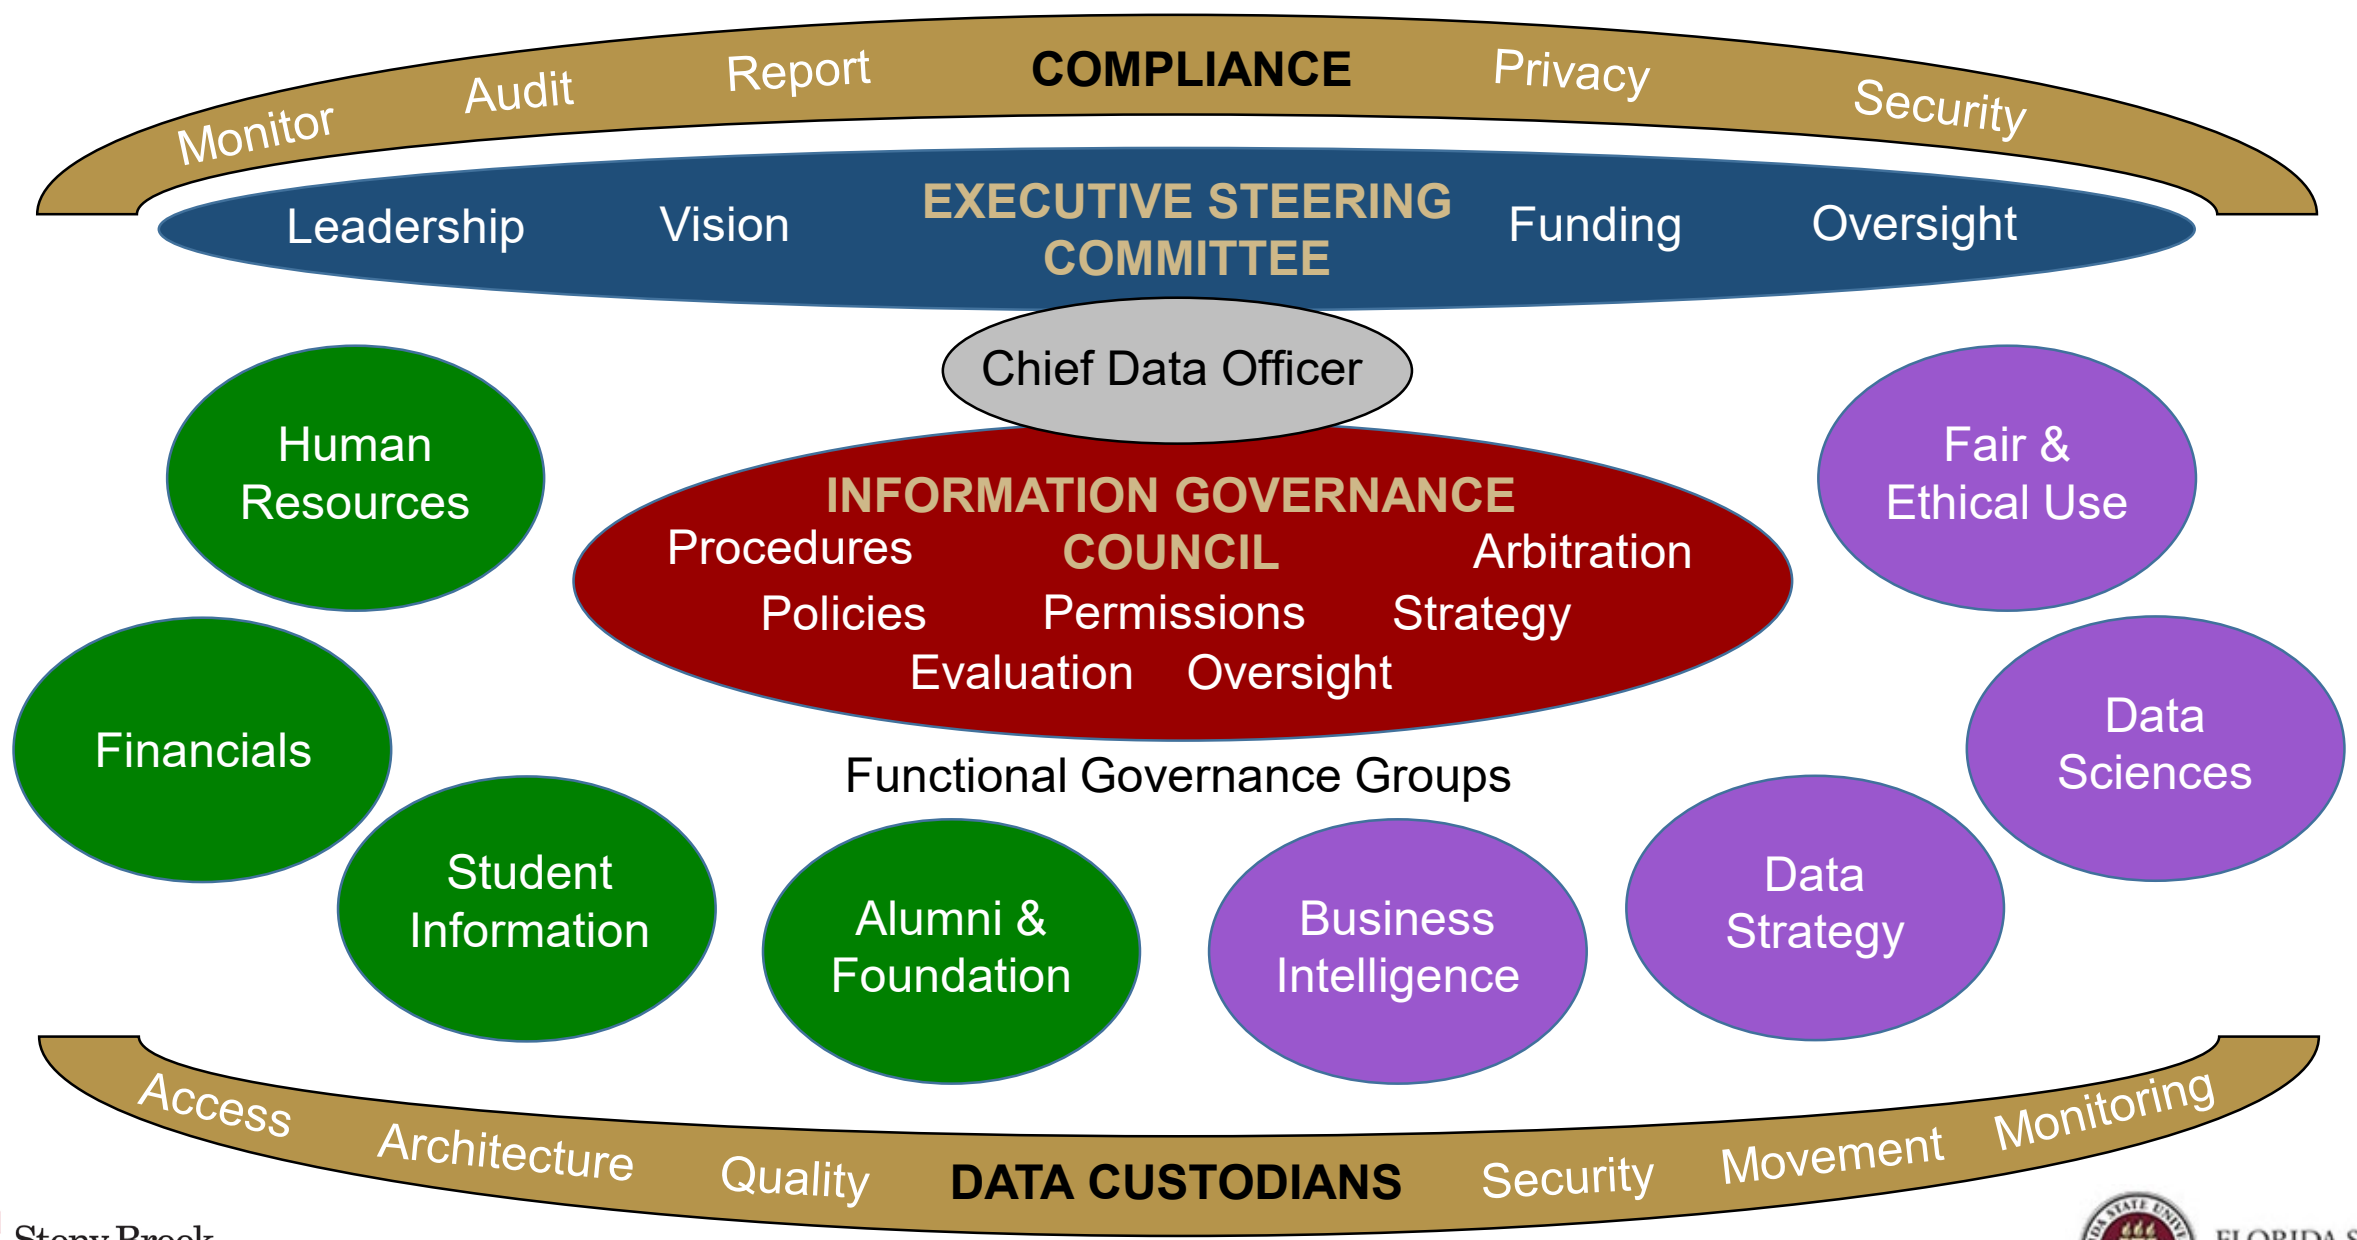 Monitor Audit Report COMPLIANCE Privacy Security
Leadership Vision EXECUTIVE STEERING Funding Oversight
COMMITTEE
Chief Data Officer
Human
Resources
Fair &
Ethical Use
INFORMATION GOVERNANCE
Procedures COUNCIL Arbitration
Policies Permissions Strategy
Evaluation Oversight
Financials
Data
Sciences
Functional Governance Groups
Student
Information
Alumni &
Foundation
Business
Intelligence
Data
Strategy
Access Architecture Quality DATA CUSTODIANS Security Movement Monitoring
STATE
FLORIDA